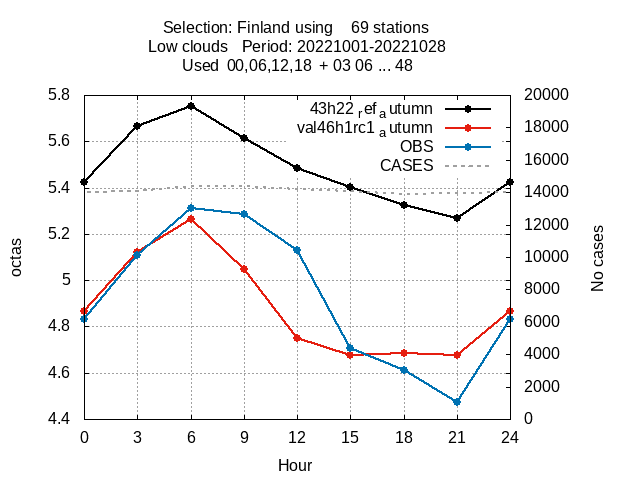 Selection: Finland using 69 stations
Low clouds Period: 20221001-20221028
Used 00,06,12,18 + 03 06 ... 48
5.8
5.6
5.4
5.2
5
4.8
4.6
4.4
octas
43h22 ref autumn
val46h1rc1 autumn
OBS
CASES
20000
18000
16000
14000
12000
10000
8000
6000
4000
2000
0
No cases
0 3 6 9 12 15 18 21 24
Hour